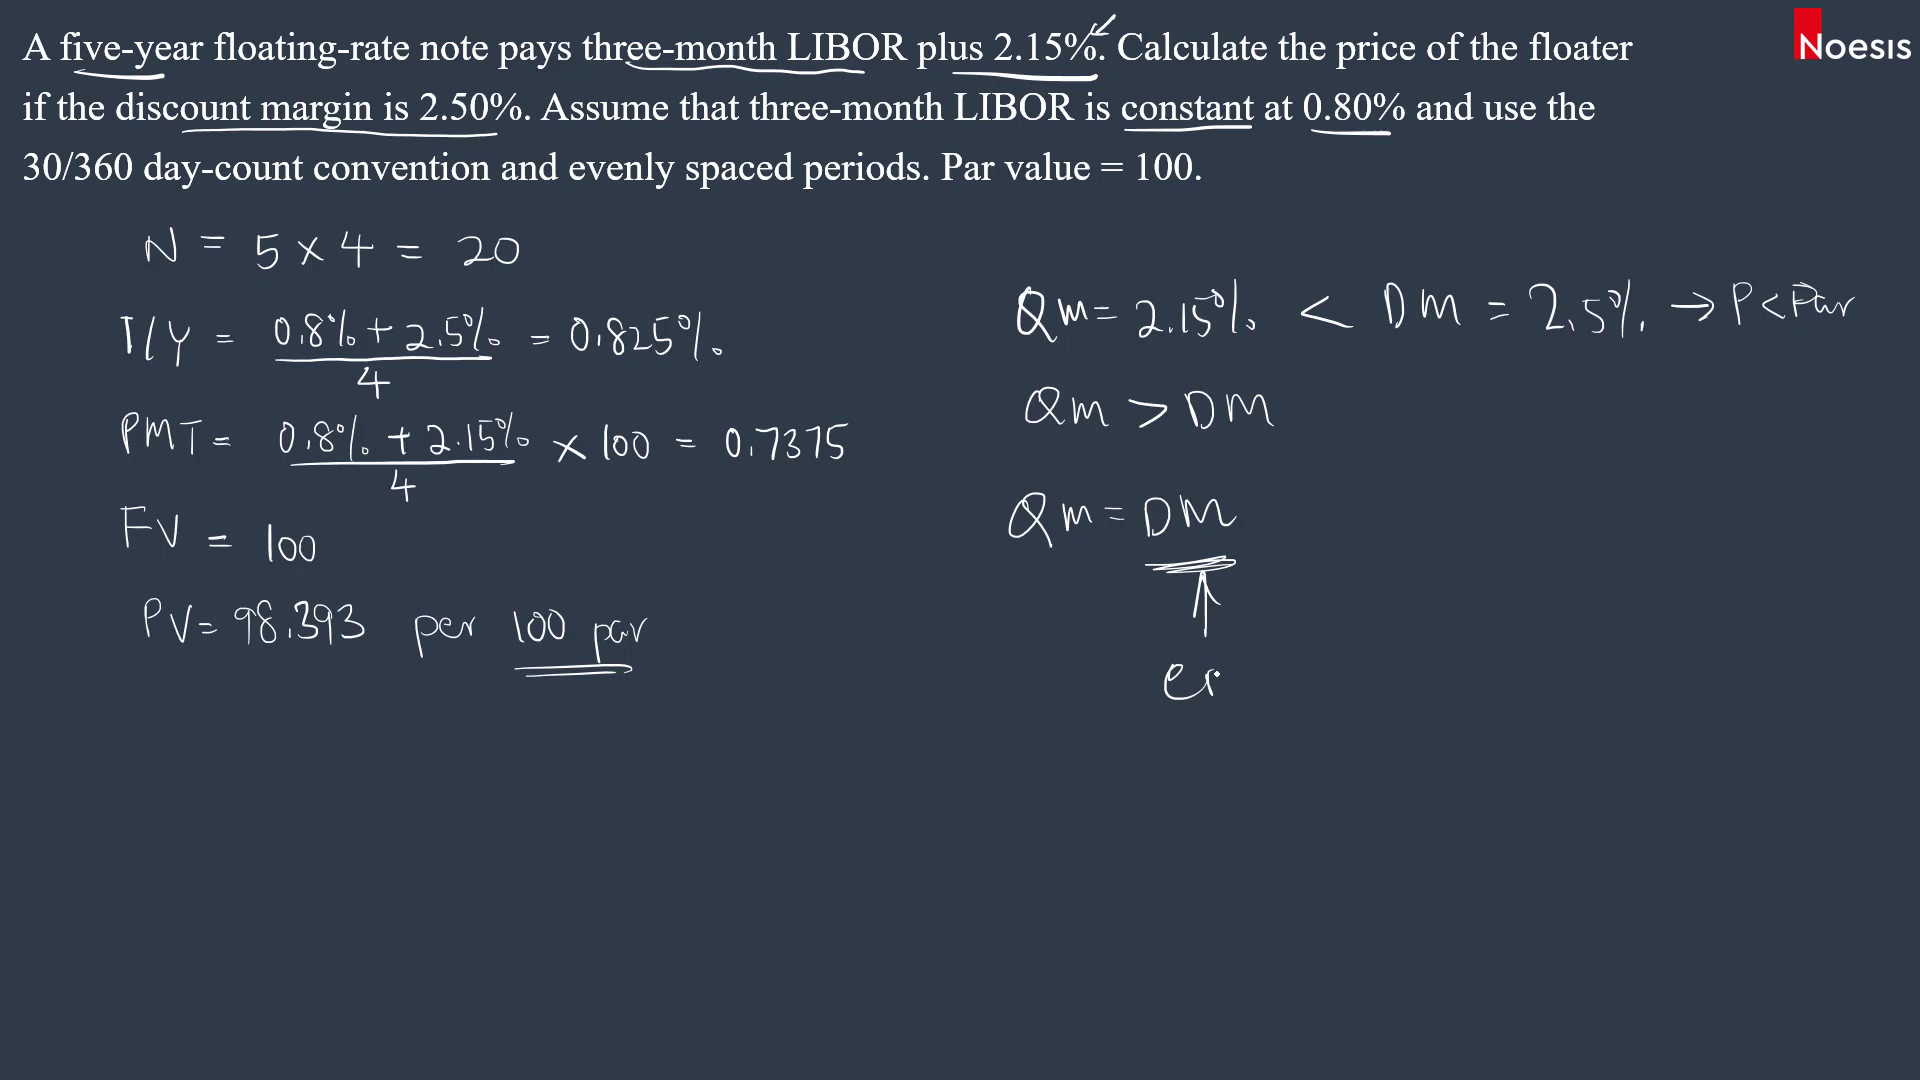 A five-year floating-rate note pays three-month LIBOR plus 2.15%. Calculate the price of the floater
if the discount margin is 2.50%. Assume that three-month LIBOR is constant at 0.80% and use the
30/360 day-count convention and evenly spaced periods. Par value = 100.
Noesis
N = 5 × 4 = 20
I/Y = (0.8% + 2.5%)/4 = 0.825%
PMT = (0.8% + 2.15%)/4 × 100 = 0.7375
FV = 100
PV = 98.393 per 100 par
QM = 2.15% < DM = 2.5% → P < Par
QM > DM
QM = DM
↑
er